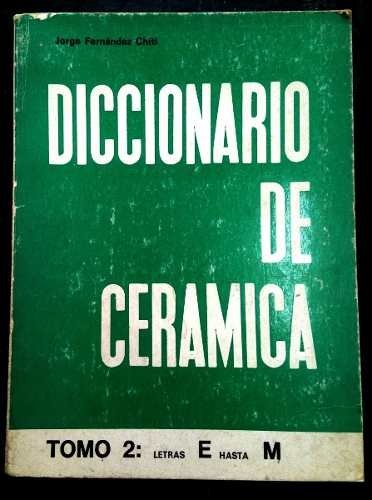 Jorge Fernández Chiti
DICCIONARIO
DE
CERAMICA
TOMO 2: LETRAS E HASTA M